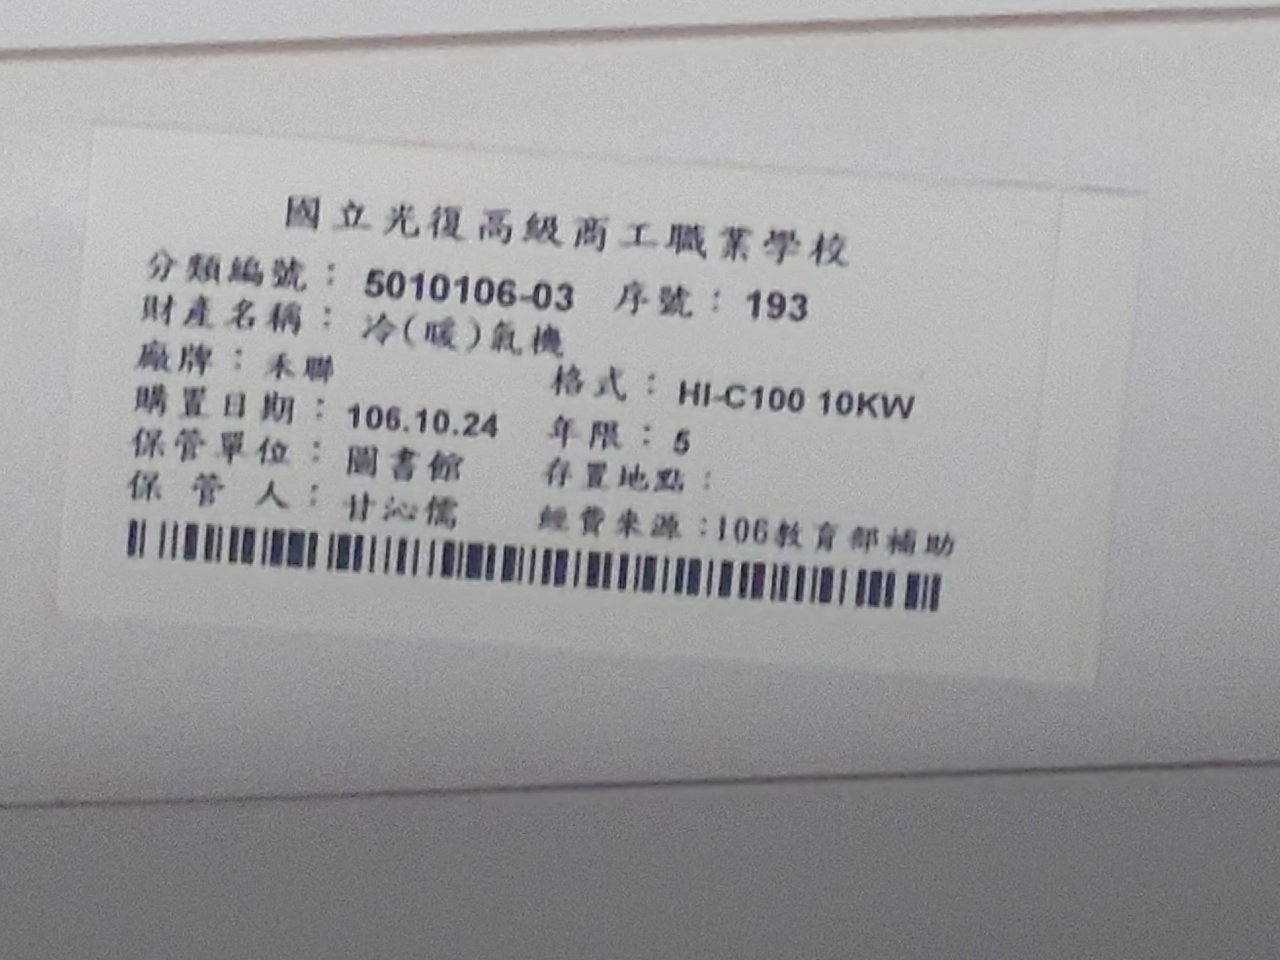 國立光復高級商工職業學校
分類編號：5010106-03 序號：193
財產名稱：冷(暖)氣機
廠牌：禾聯 格式：HI-C100 10KW
購置日期：106.10.24 年限：5
保管單位：圖書館 存置地點：
保管人：甘沁儒 經費來源：106教育部補助